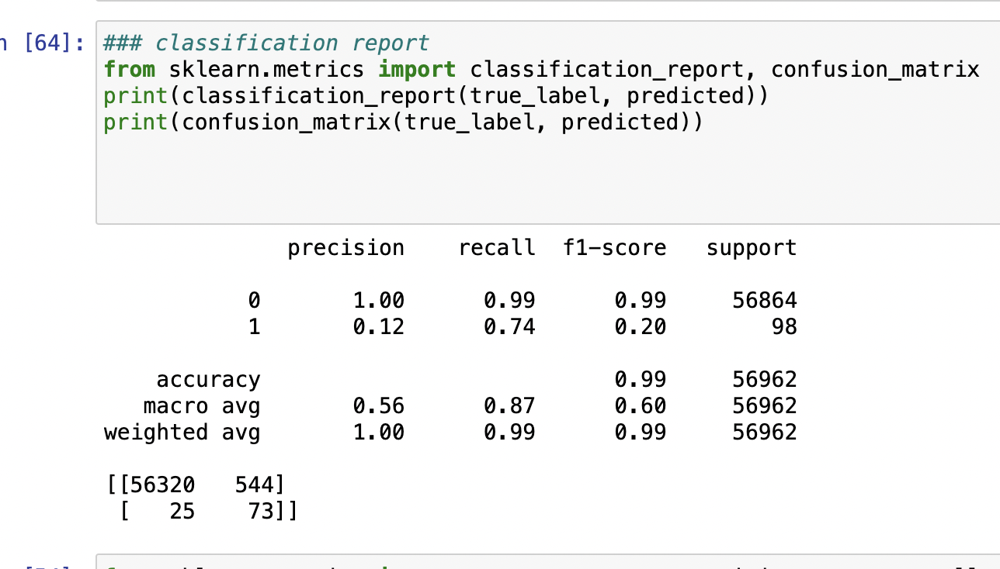 [64]: ### classification report
from sklearn.metrics import classification_report, confusion_matrix
print(classification_report(true_label, predicted))
print(confusion_matrix(true_label, predicted))
precision recall f1-score support
0 1.00 0.99 0.99 56864
1 0.12 0.74 0.20 98
accuracy 0.99 56962
macro avg 0.56 0.87 0.60 56962
weighted avg 1.00 0.99 0.99 56962
[[56320 544]
[ 25 73]]